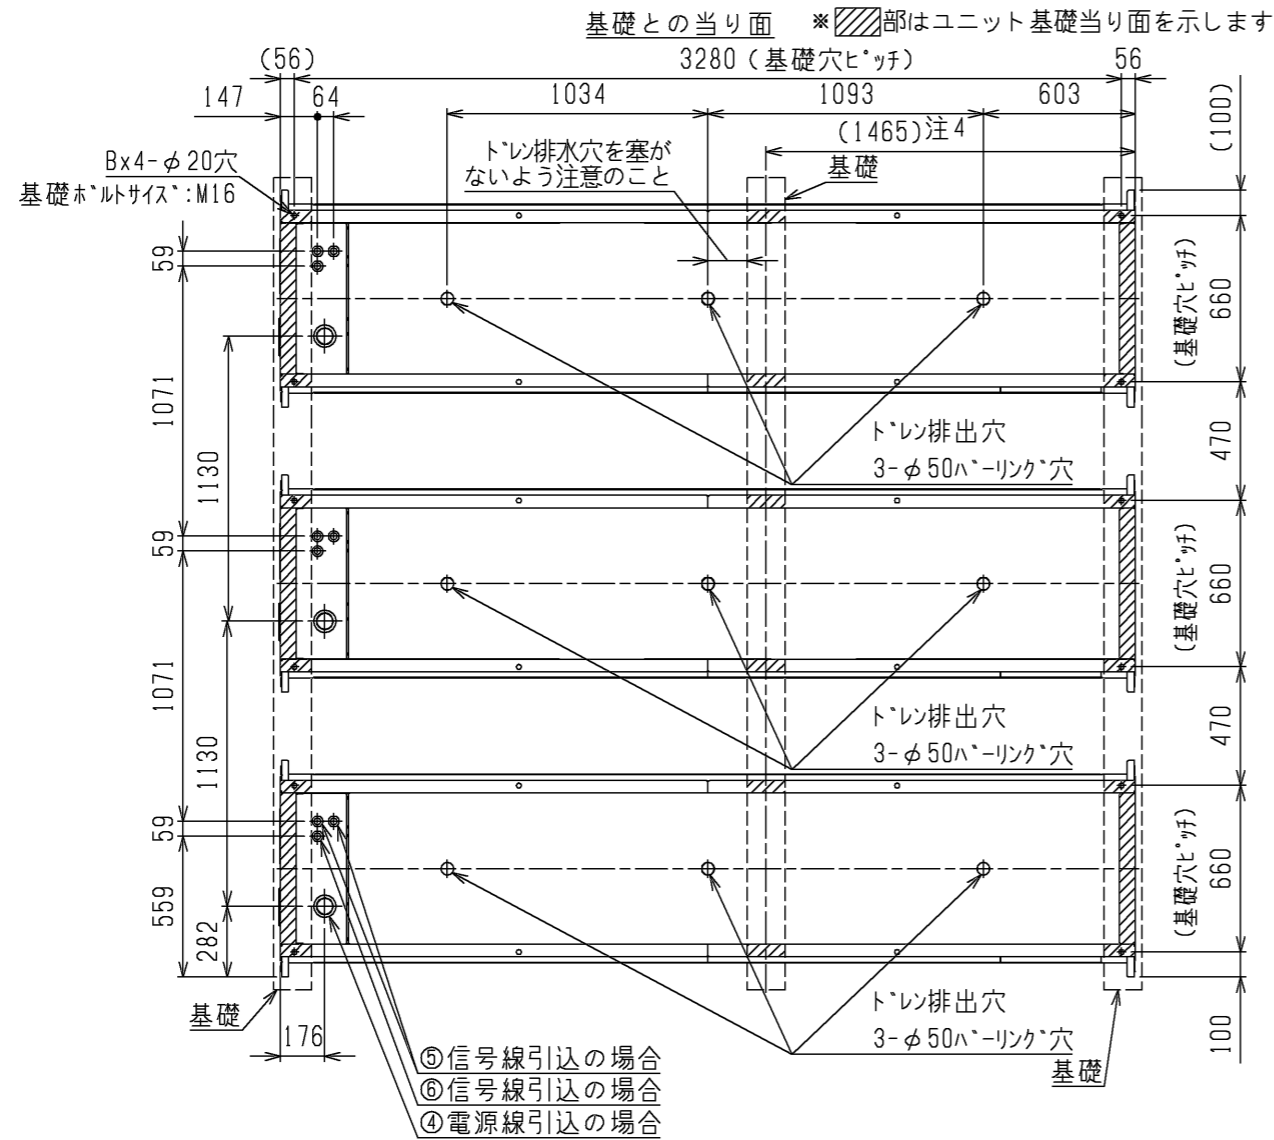 基礎との当り面 ※部はユニット基礎当り面を示します
(56) 3280(基礎穴ピッチ) 56
147 64 1034 1093 603
(100)
(1465)注4
Bx4-φ20穴
基礎ボルトサイズ:M16
ドレン排水穴を塞が
ないよう注意のこと
基礎
59
1071
1130
59
1071
1130
59
559
282
(基礎穴ピッチ)
660
470
(基礎穴ピッチ)
660
470
(基礎穴ピッチ)
660
100
ドレン排出穴
3-φ50バーリング穴
ドレン排出穴
3-φ50バーリング穴
ドレン排出穴
3-φ50バーリング穴
基礎
176
基礎
⑤信号線引込の場合
⑥信号線引込の場合
④電源線引込の場合